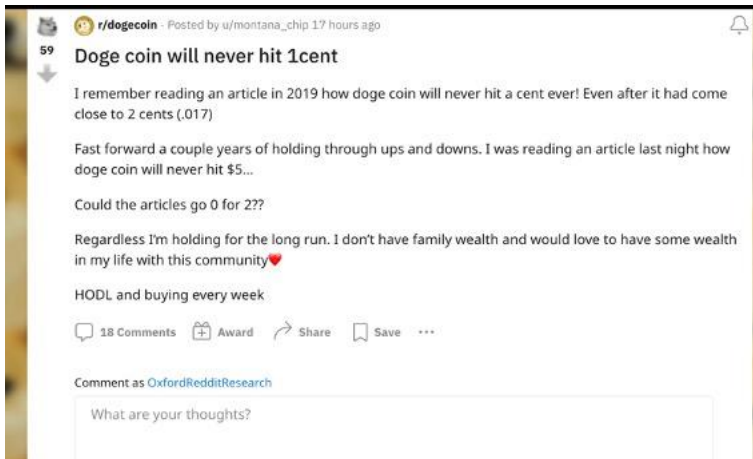 r/dogecoin · Posted by u/montana_chip 17 hours ago
59
Doge coin will never hit 1cent
I remember reading an article in 2019 how doge coin will never hit a cent ever! Even after it had come
close to 2 cents (.017)
Fast forward a couple years of holding through ups and downs. I was reading an article last night how
doge coin will never hit $5...
Could the articles go 0 for 2??
Regardless I'm holding for the long run. I don't have family wealth and would love to have some wealth
in my life with this community❤️
HODL and buying every week
18 Comments Award Share Save ···
Comment as OxfordRedditResearch
What are your thoughts?